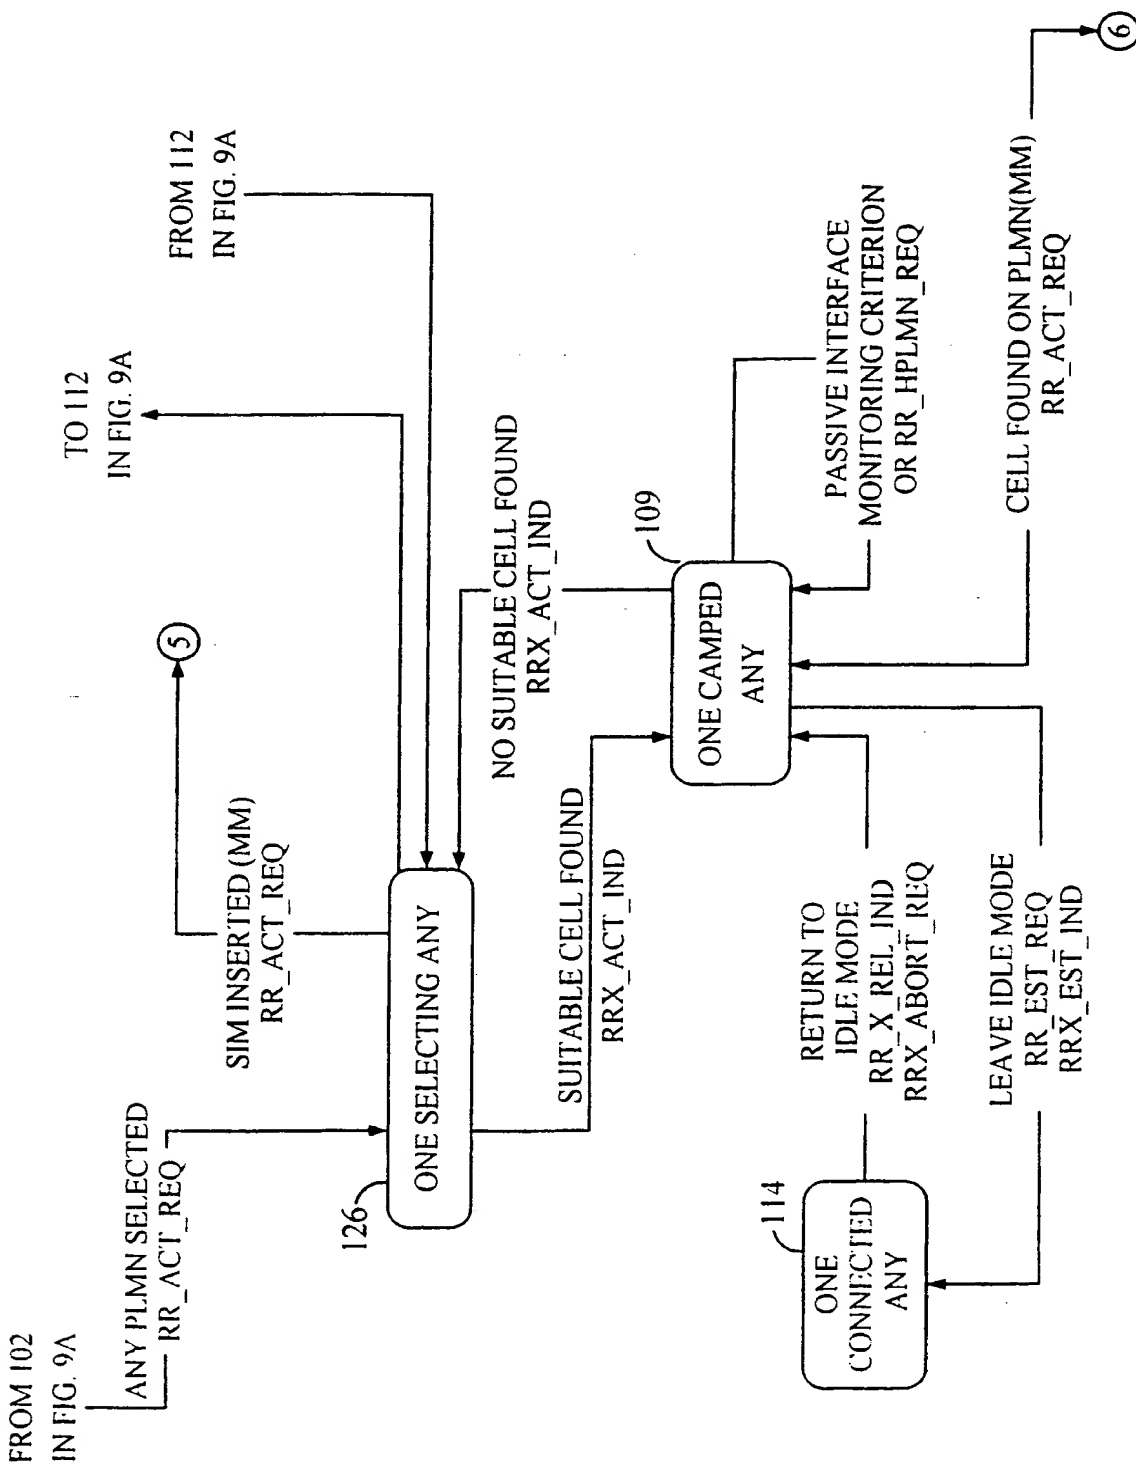 FROM 102
IN FIG. 9A
ANY PLMN SELECTED
RR_ACT_REQ
SIM INSERTED (MM)
RR_ACT_REQ
5
TO 112
IN FIG. 9A
FROM 112
IN FIG. 9A
126
ONE SELECTING ANY
SUITABLE CELL FOUND
RRX_ACT_IND
NO SUITABLE CELL FOUND
RRX_ACT_IND
109
ONE CAMPED
ANY
PASSIVE INTERFACE
MONITORING CRITERION
OR RR_HPLMN_REQ
114
ONE
CONNECTED
ANY
RETURN TO
IDLE MODE
RR_X_REL_IND
RRX_ABORT_REQ
LEAVE IDLE MODE
RR_EST_REQ
RRX_EST_IND
CELL FOUND ON PLMN(MM)
RR_ACT_REQ
6